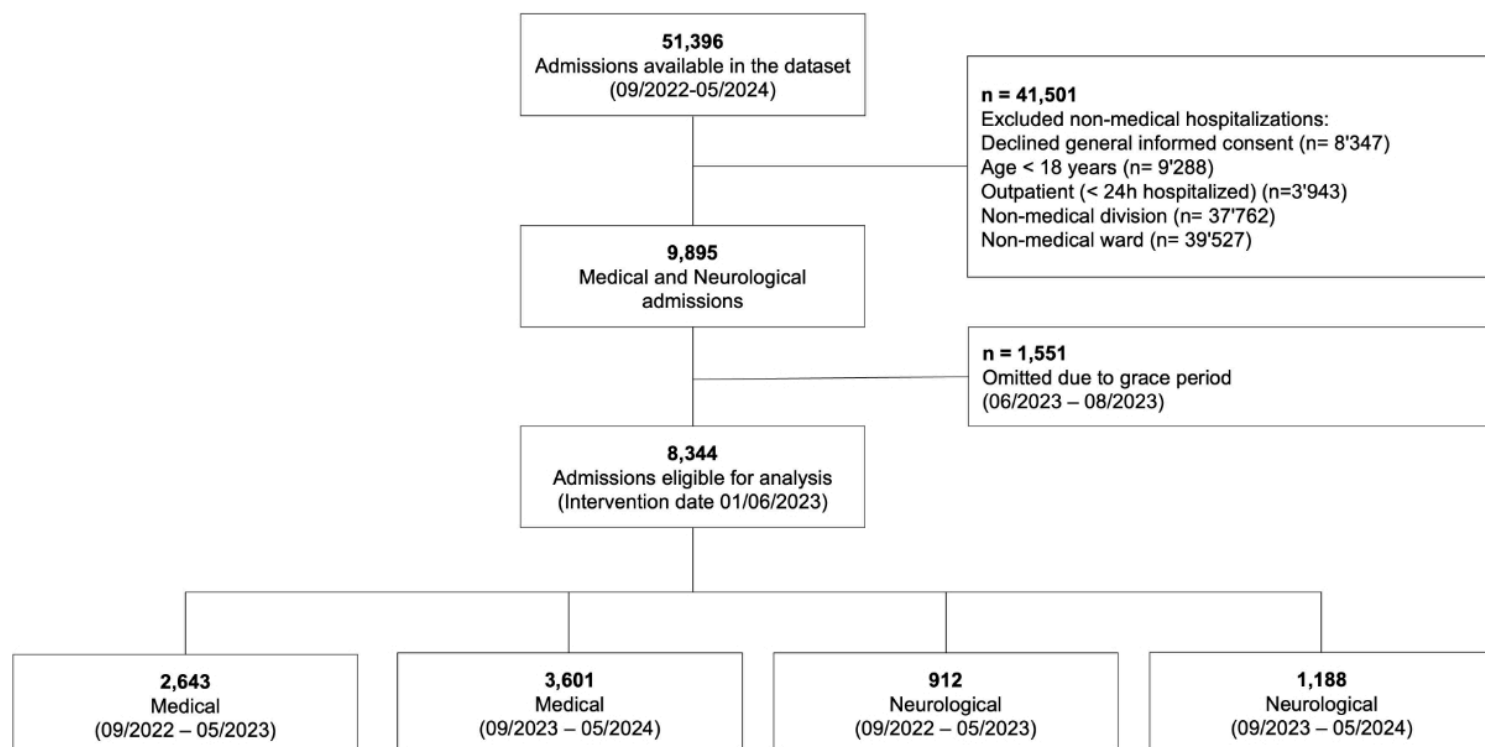 51,396
Admissions available in the dataset
(09/2022-05/2024)
n = 41,501
Excluded non-medical hospitalizations:
Declined general informed consent (n= 8'347)
Age < 18 years (n= 9'288)
Outpatient (< 24h hospitalized) (n=3'943)
Non-medical division (n= 37'762)
Non-medical ward (n= 39'527)
9,895
Medical and Neurological
admissions
n = 1,551
Omitted due to grace period
(06/2023 – 08/2023)
8,344
Admissions eligible for analysis
(Intervention date 01/06/2023)
2,643
Medical
(09/2022 – 05/2023)
3,601
Medical
(09/2023 – 05/2024)
912
Neurological
(09/2022 – 05/2023)
1,188
Neurological
(09/2023 – 05/2024)